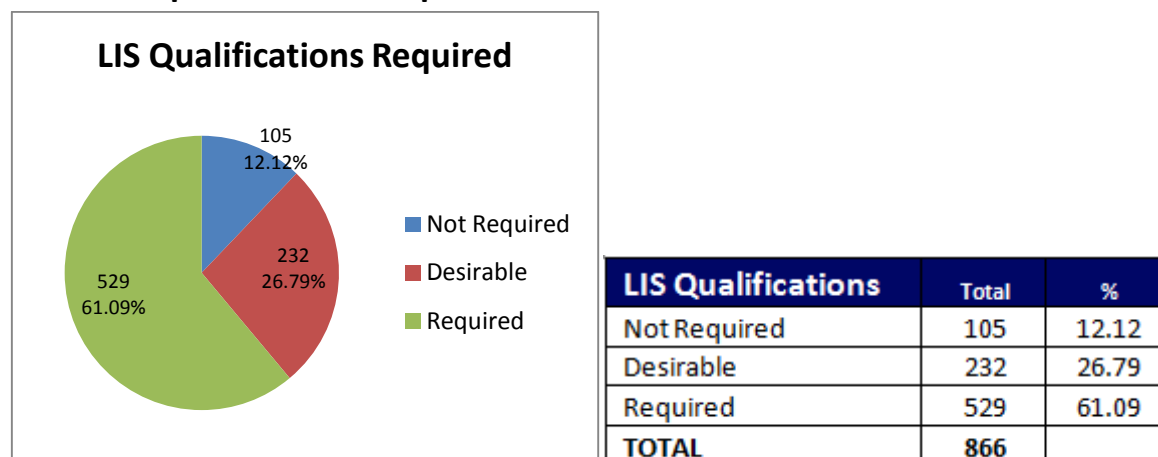 LIS Qualifications Required
105
12.12%
232
26.79%
529
61.09%
Not Required
Desirable
Required
LIS Qualifications Total %
Not Required 105 12.12
Desirable 232 26.79
Required 529 61.09
TOTAL 866